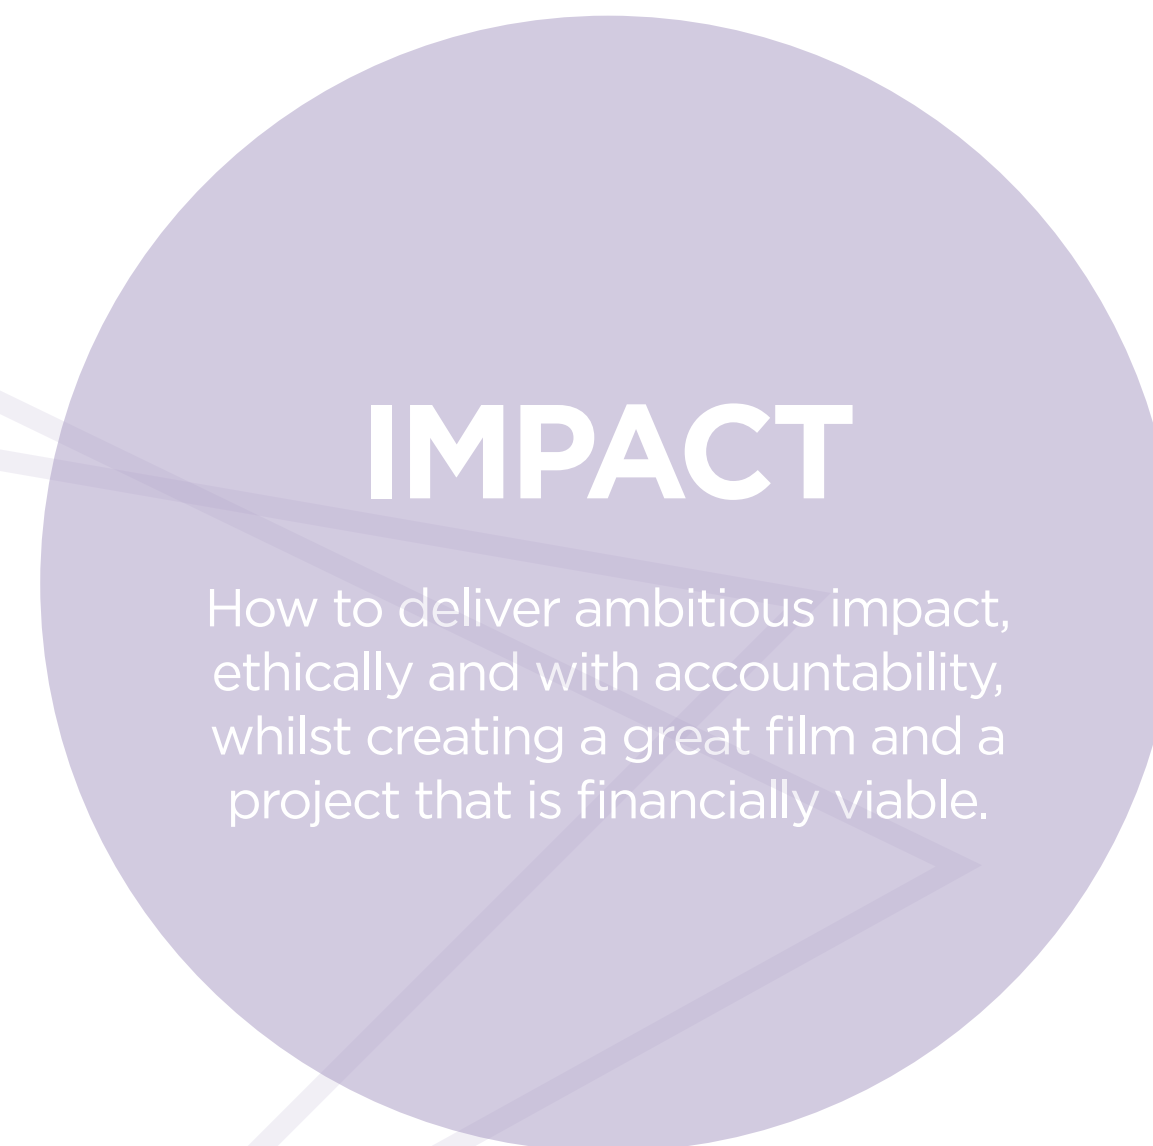 IMPACT
How to deliver ambitious impact,
ethically and with accountability,
whilst creating a great film and a
project that is financially viable.